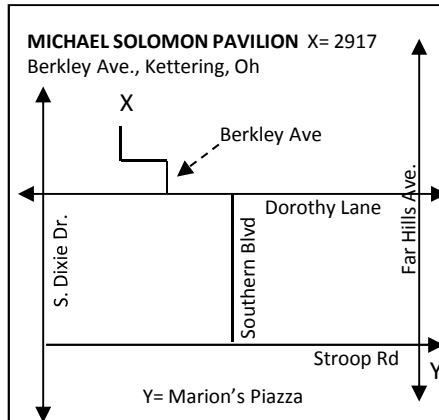 MICHAEL SOLOMON PAVILION X= 2917
Berkley Ave., Kettering, Oh
X
Berkley Ave
Dorothy Lane
S. Dixie Dr.
Southern Blvd
Far Hills Ave.
Stroop Rd
Y
Y= Marion’s Piazza